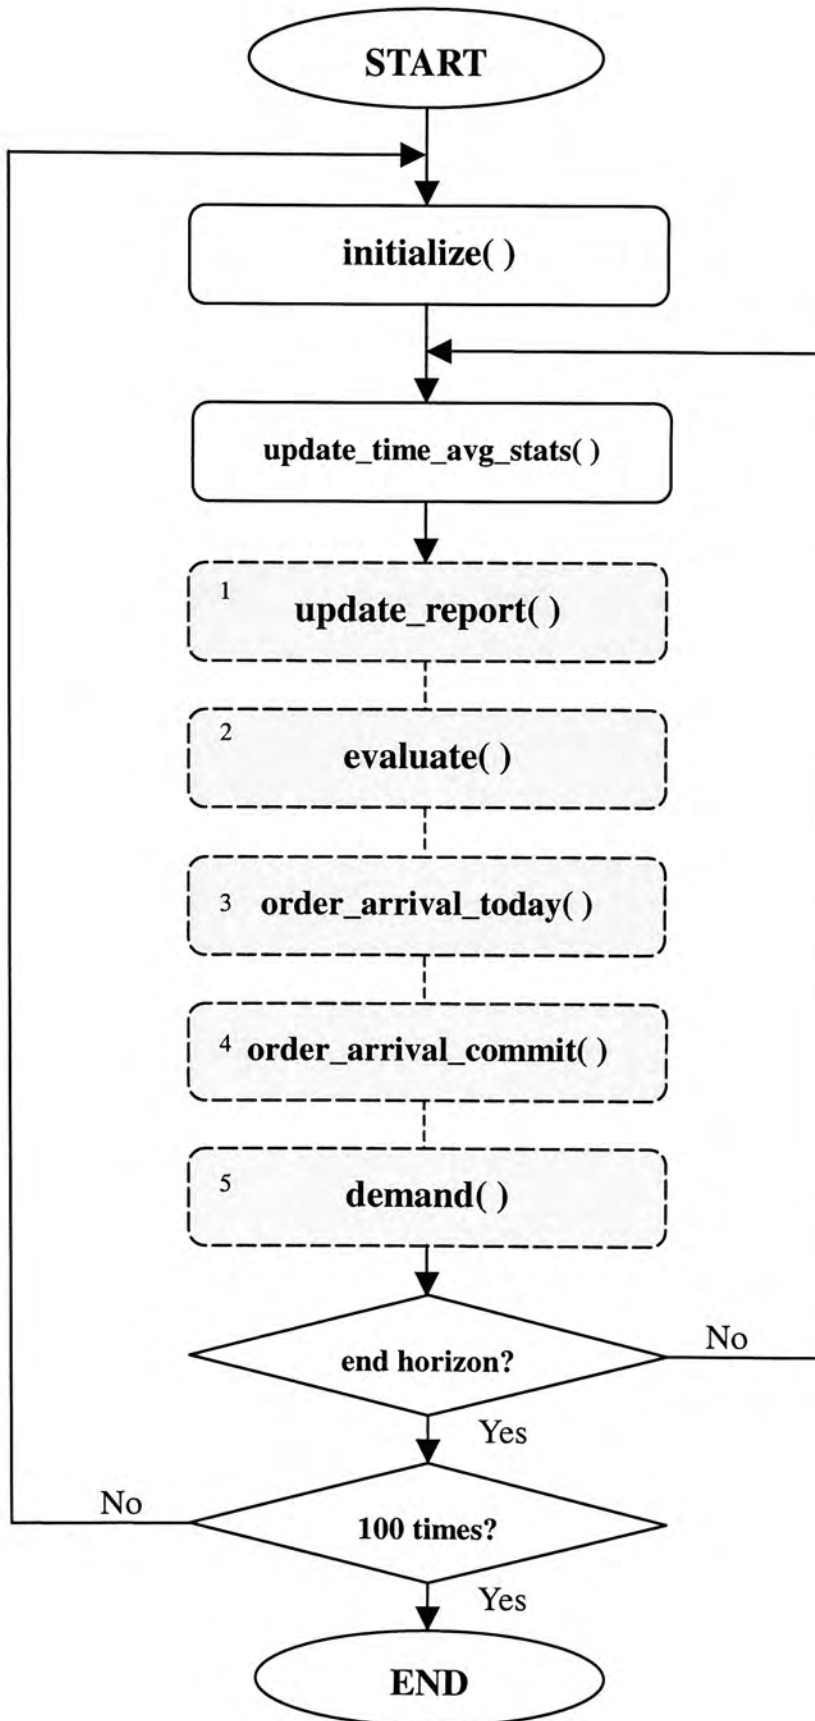 START
initialize( )
update_time_avg_stats( )
1 update_report( )
2 evaluate( )
3 order_arrival_today( )
4 order_arrival_commit( )
5 demand( )
end horizon? No
Yes
No 100 times?
Yes
END